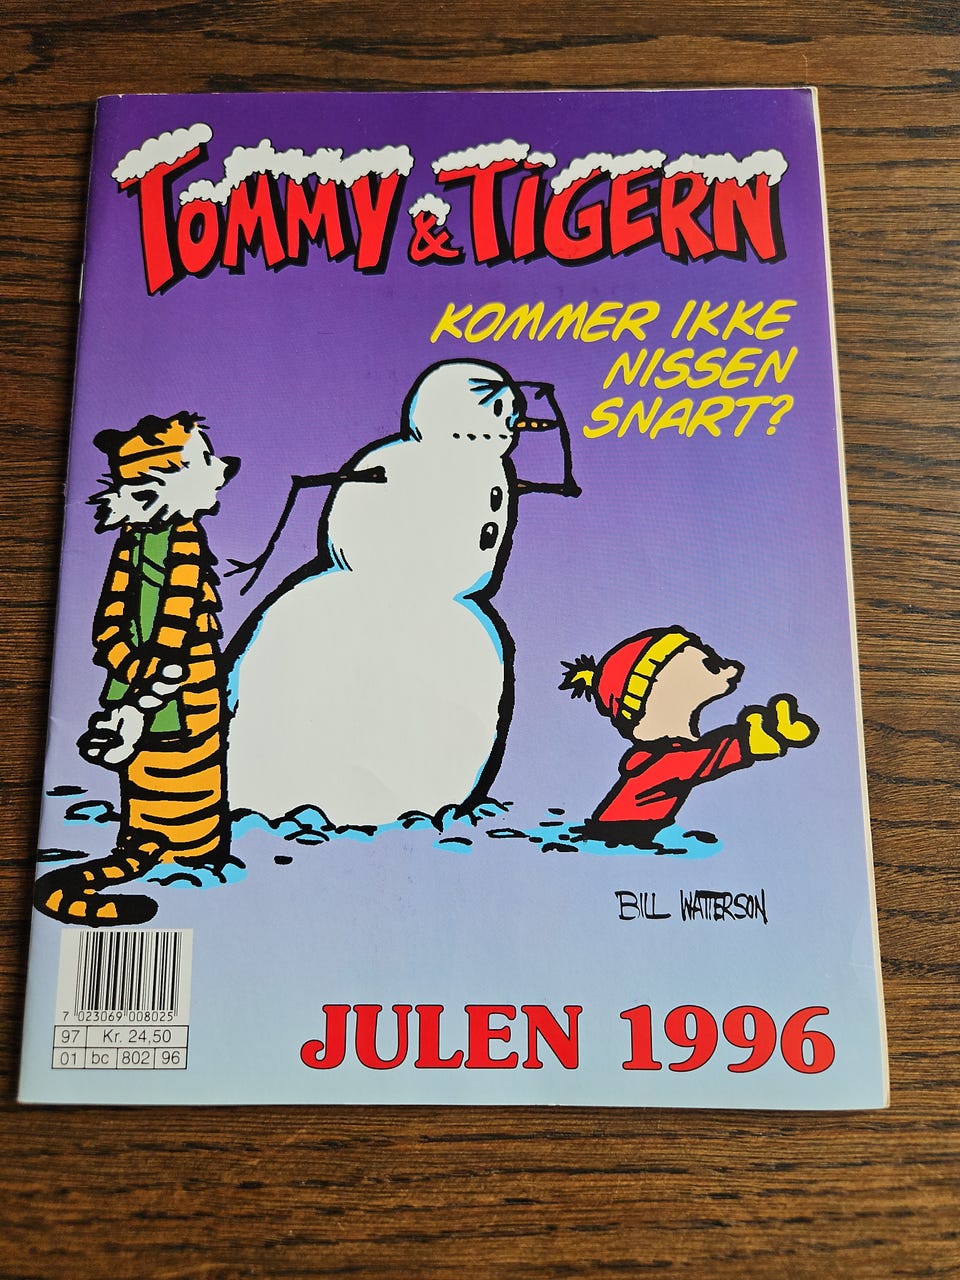 TOMMY & TIGERN
KOMMER IKKE
NISSEN
SNART?
BILL WATTERSON
7 023069 008025
97 Kr. 24,50
01 bc 802 96
JULEN 1996